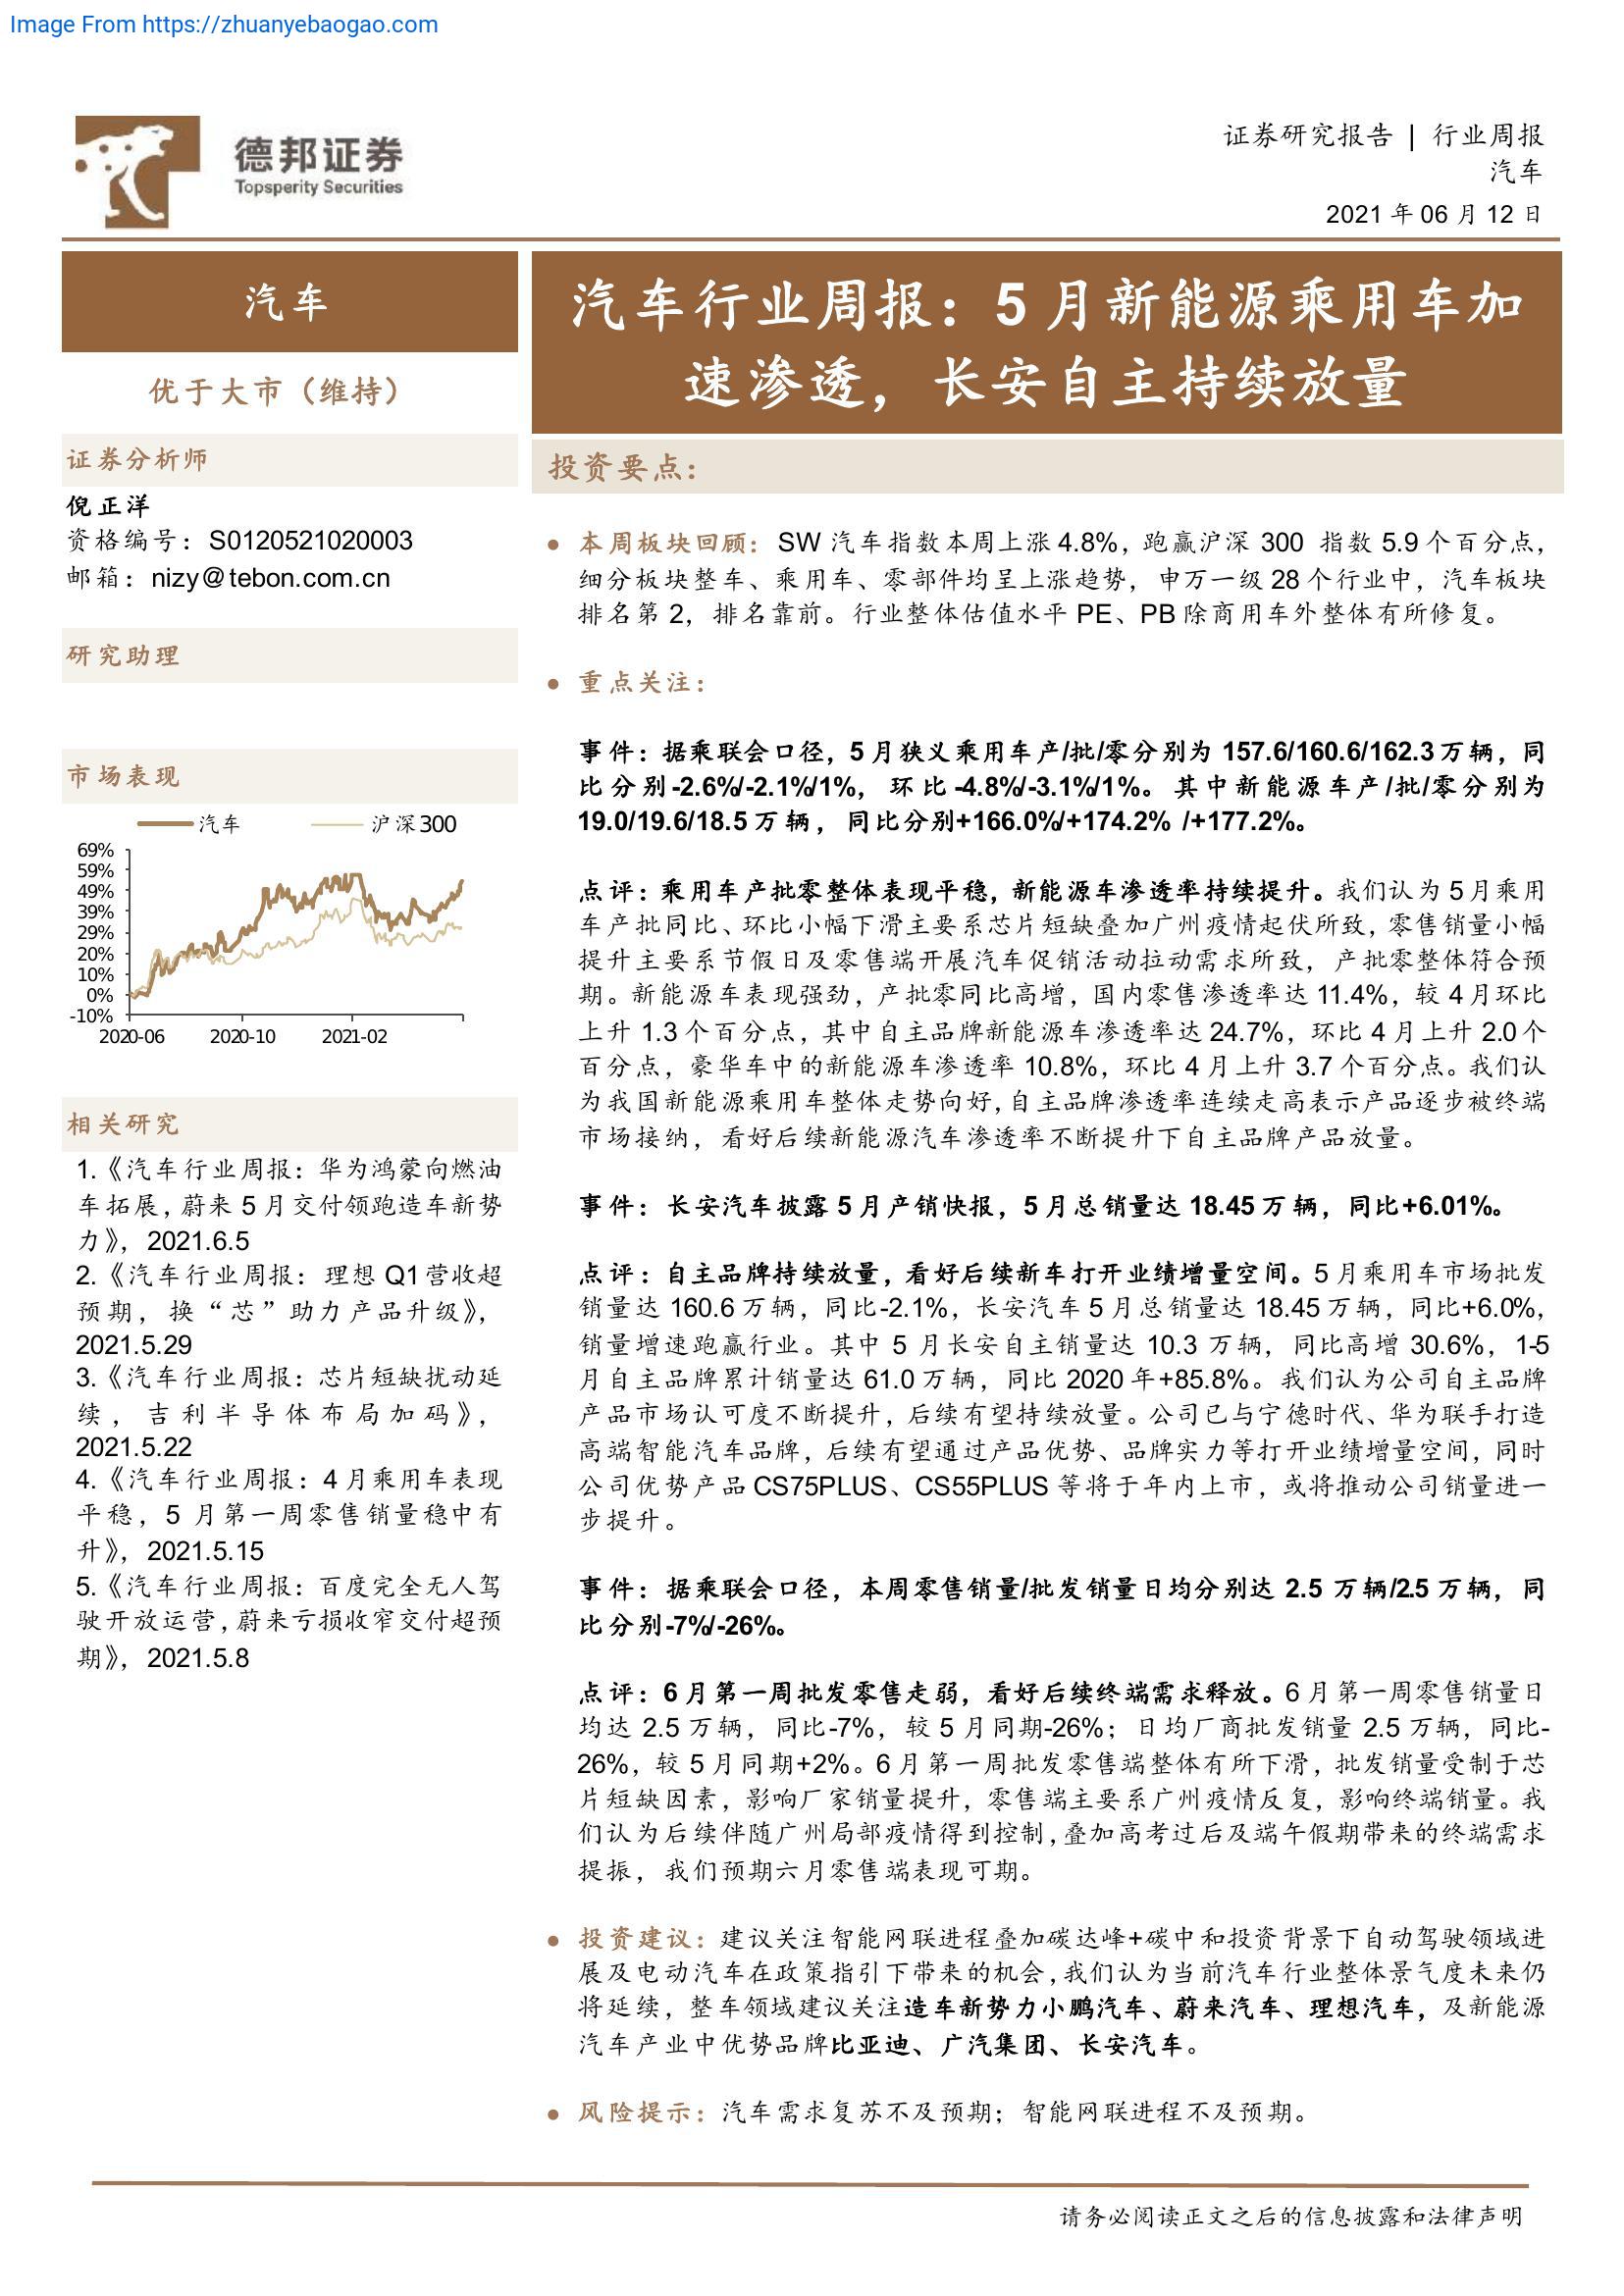 Image From https://zhuanyebaogao.com
德邦证券
Topsperity Securities
证券研究报告 | 行业周报
汽车
2021 年 06 月 12 日
汽车
优于大市（维持）
证券分析师
倪正洋
资格编号：S0120521020003
邮箱：nizy@tebon.com.cn
研究助理
市场表现
汽车 沪深300
69%
59%
49%
39%
29%
20%
10%
0%
-10%
2020-06 2020-10 2021-02
相关研究
1.《汽车行业周报：华为鸿蒙向燃油
车拓展，蔚来 5 月交付领跑造车新势
力》，2021.6.5
2.《汽车行业周报：理想 Q1 营收超
预期，换“芯”助力产品升级》，
2021.5.29
3.《汽车行业周报：芯片短缺扰动延
续，吉利半导体布局加码》，
2021.5.22
4.《汽车行业周报：4 月乘用车表现
平稳，5 月第一周零售销量稳中有
升》，2021.5.15
5.《汽车行业周报：百度完全无人驾
驶开放运营，蔚来亏损收窄交付超预
期》，2021.5.8
汽车行业周报：5 月新能源乘用车加
速渗透，长安自主持续放量
投资要点：
● 本周板块回顾：SW 汽车指数本周上涨 4.8%，跑赢沪深 300 指数 5.9 个百分点，
细分板块整车、乘用车、零部件均呈上涨趋势，申万一级 28 个行业中，汽车板块
排名第 2，排名靠前。行业整体估值水平 PE、PB 除商用车外整体有所修复。
● 重点关注：
事件：据乘联会口径，5 月狭义乘用车产/批/零分别为 157.6/160.6/162.3 万辆，同
比分别-2.6%/-2.1%/1%，环比-4.8%/-3.1%/1%。其中新能源车产/批/零分别为
19.0/19.6/18.5 万辆，同比分别+166.0%/+174.2% /+177.2%。
点评：乘用车产批零整体表现平稳，新能源车渗透率持续提升。我们认为 5 月乘用
车产批同比、环比小幅下滑主要系芯片短缺叠加广州疫情起伏所致，零售销量小幅
提升主要系节假日及零售端开展汽车促销活动拉动需求所致，产批零整体符合预
期。新能源车表现强劲，产批零同比高增，国内零售渗透率达 11.4%，较 4 月环比
上升 1.3 个百分点，其中自主品牌新能源车渗透率达 24.7%，环比 4 月上升 2.0 个
百分点，豪华车中的新能源车渗透率 10.8%，环比 4 月上升 3.7 个百分点。我们认
为我国新能源乘用车整体走势向好，自主品牌渗透率连续走高表示产品逐步被终端
市场接纳，看好后续新能源汽车渗透率不断提升下自主品牌产品放量。
事件：长安汽车披露 5 月产销快报，5 月总销量达 18.45 万辆，同比+6.01%。
点评：自主品牌持续放量，看好后续新车打开业绩增量空间。5 月乘用车市场批发
销量达 160.6 万辆，同比-2.1%，长安汽车 5 月总销量达 18.45 万辆，同比+6.0%，
销量增速跑赢行业。其中 5 月长安自主销量达 10.3 万辆，同比高增 30.6%，1-5
月自主品牌累计销量达 61.0 万辆，同比 2020 年+85.8%。我们认为公司自主品牌
产品市场认可度不断提升，后续有望持续放量。公司已与宁德时代、华为联手打造
高端智能汽车品牌，后续有望通过产品优势、品牌实力等打开业绩增量空间，同时
公司优势产品 CS75PLUS、CS55PLUS 等将于年内上市，或将推动公司销量进一
步提升。
事件：据乘联会口径，本周零售销量/批发销量日均分别达 2.5 万辆/2.5 万辆，同
比分别-7%/-26%。
点评：6 月第一周批发零售走弱，看好后续终端需求释放。6 月第一周零售销量日
均达 2.5 万辆，同比-7%，较 5 月同期-26%；日均厂商批发销量 2.5 万辆，同比-
26%，较 5 月同期+2%。6 月第一周批发零售端整体有所下滑，批发销量受制于芯
片短缺因素，影响厂家销量提升，零售端主要系广州疫情反复，影响终端销量。我
们认为后续伴随广州局部疫情得到控制，叠加高考过后及端午假期带来的终端需求
提振，我们预期六月零售端表现可期。
● 投资建议：建议关注智能网联进程叠加碳达峰+碳中和投资背景下自动驾驶领域进
展及电动汽车在政策指引下带来的机会，我们认为当前汽车行业整体景气度未来仍
将延续，整车领域建议关注造车新势力小鹏汽车、蔚来汽车、理想汽车，及新能源
汽车产业中优势品牌比亚迪、广汽集团、长安汽车。
● 风险提示：汽车需求复苏不及预期；智能网联进程不及预期。
请务必阅读正文之后的信息披露和法律声明